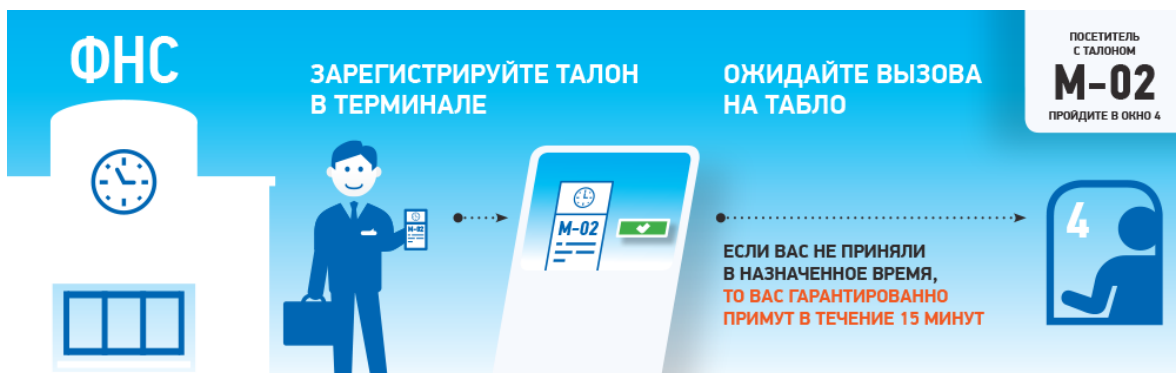 ФНС
ЗАРЕГИСТРИРУЙТЕ ТАЛОН
В ТЕРМИНАЛЕ
М-02
М-02
ОЖИДАЙТЕ ВЫЗОВА
НА ТАБЛО
ЕСЛИ ВАС НЕ ПРИНЯЛИ
В НАЗНАЧЕННОЕ ВРЕМЯ,
ТО ВАС ГАРАНТИРОВАННО
ПРИМУТ В ТЕЧЕНИЕ 15 МИНУТ
ПОСЕТИТЕЛЬ
С ТАЛОНОМ
М-02
ПРОЙДИТЕ В ОКНО 4
4